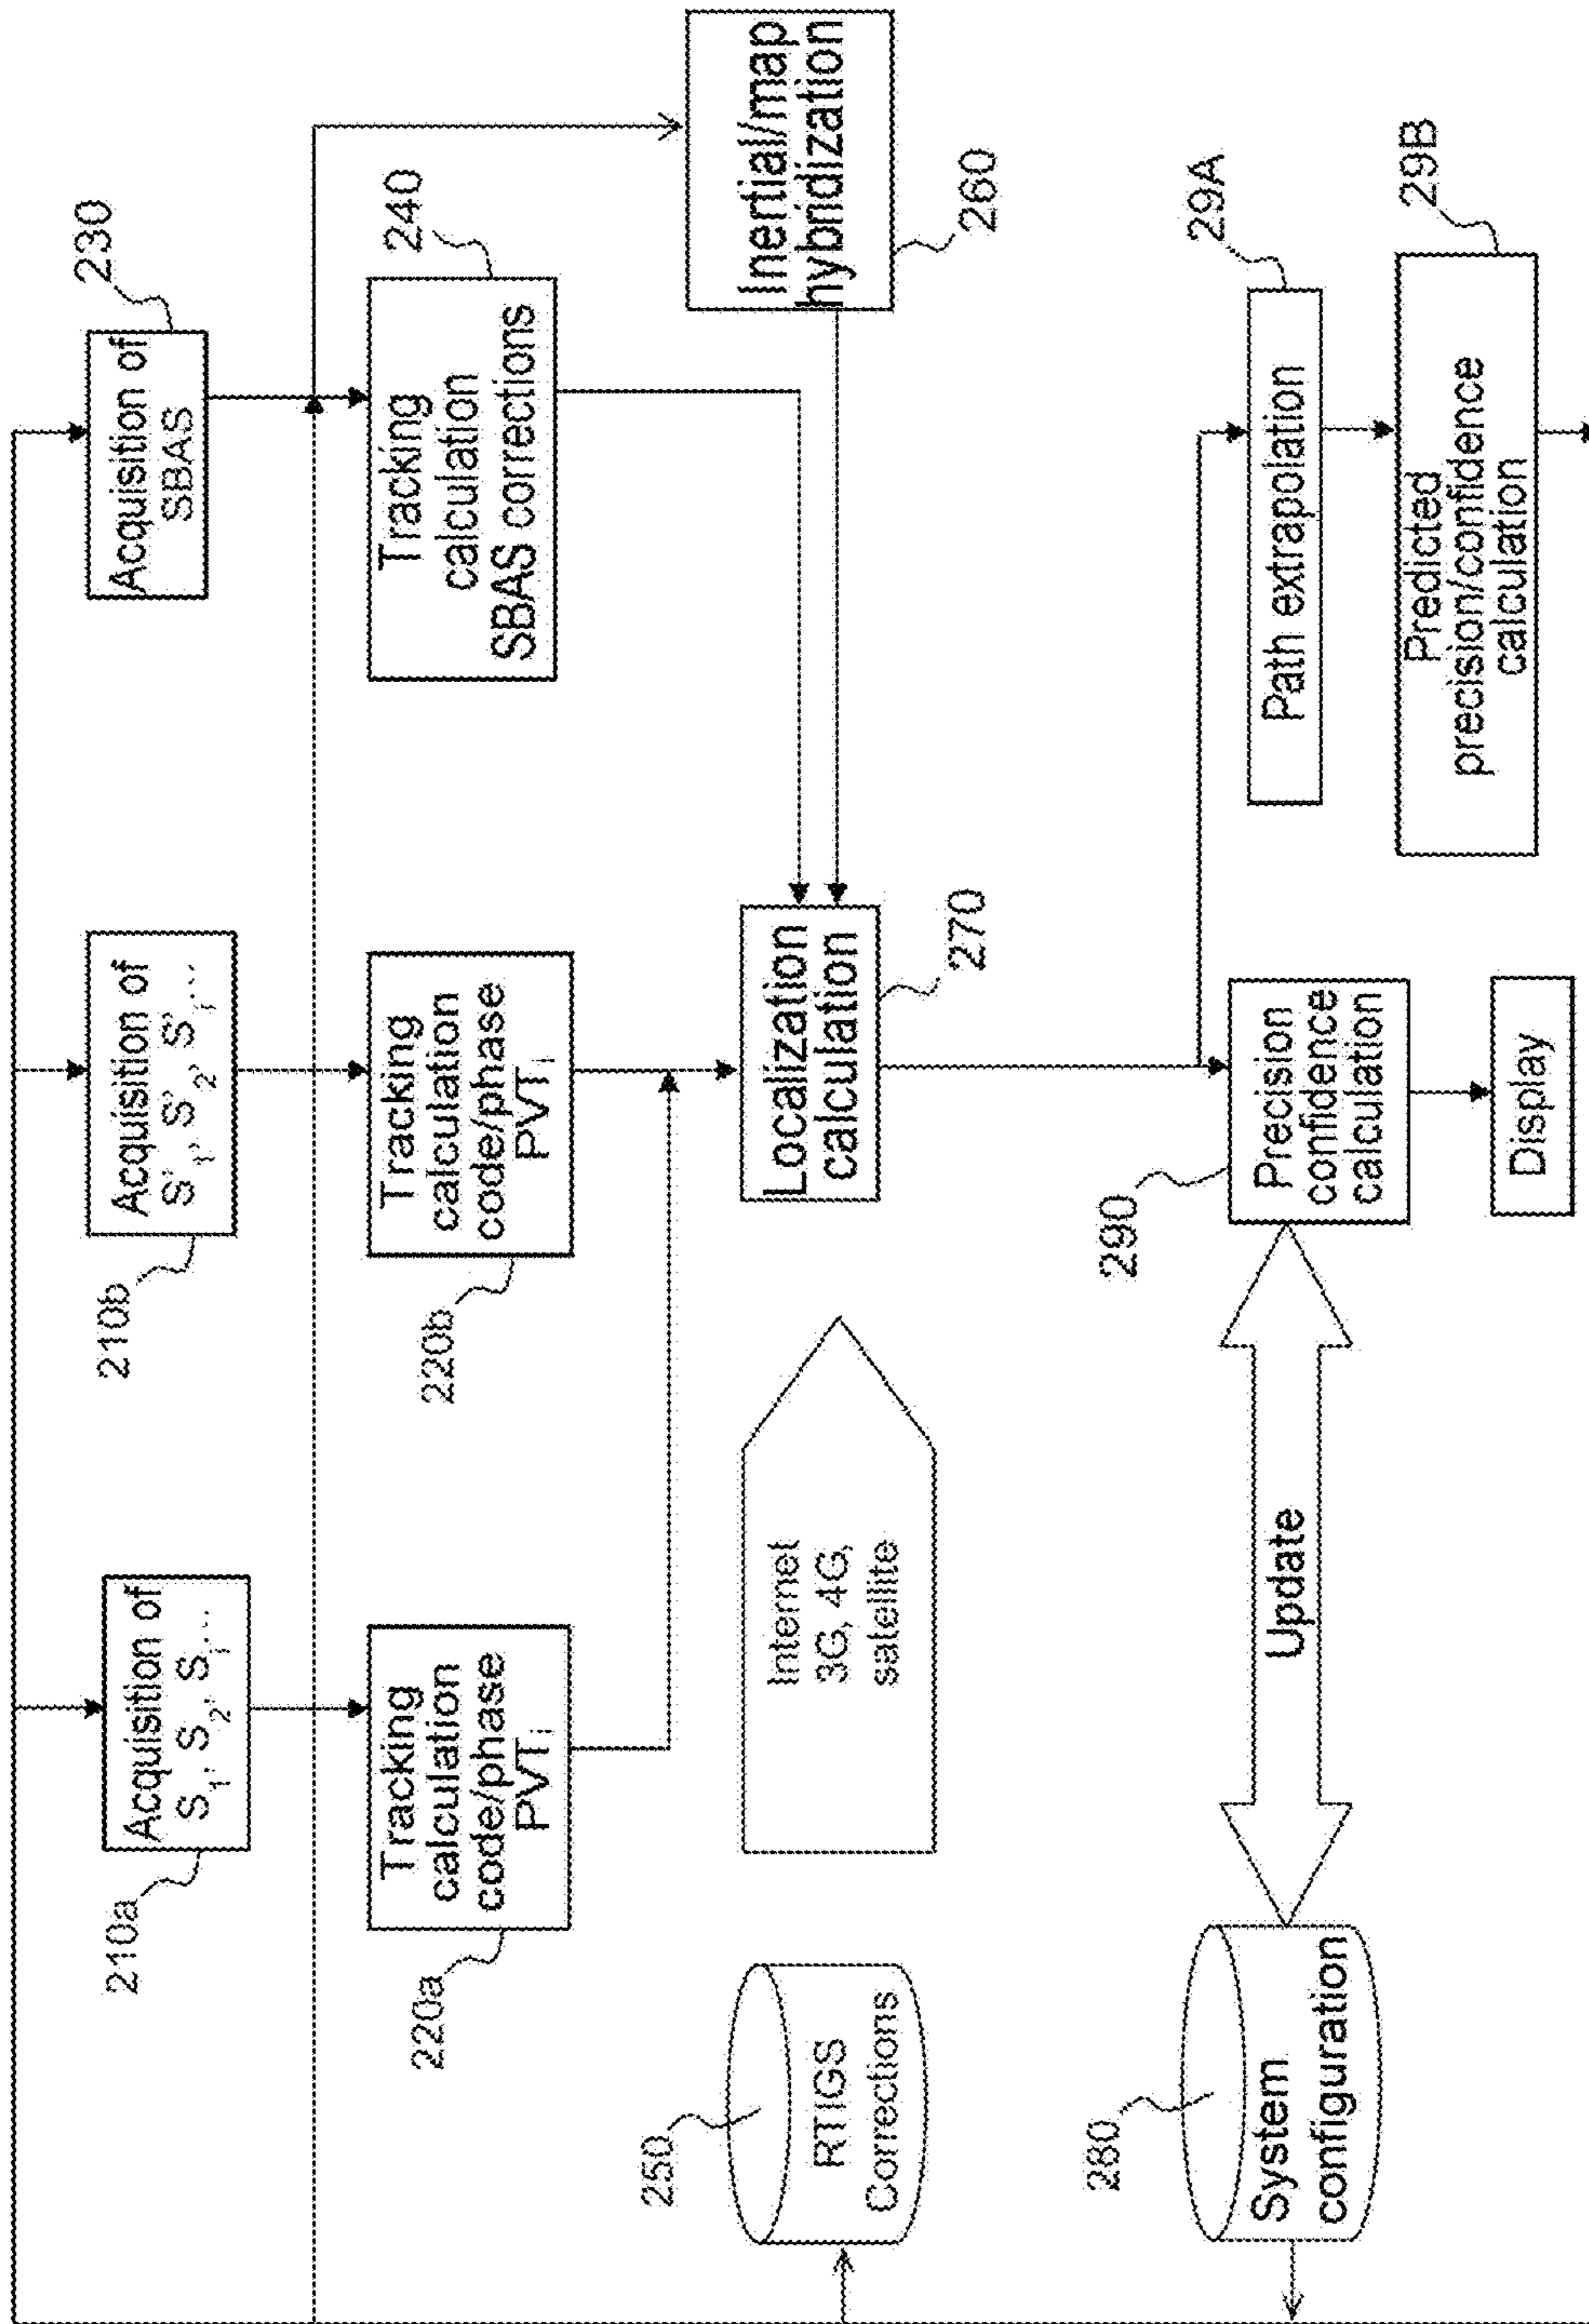 210a
Acquisition of
S1, S2, Si...
210b
Acquisition of
S'1, S'2, S'i...
Acquisition of
SBAS
230
220a
Tracking
calculation
code/phase
PVTi
220b
Tracking
calculation
code/phase
PVTi
Tracking
calculation
SBAS corrections
240
250
RTIGS
Corrections
Internet
3G, 4G,
satellite
Localization
calculation
270
Inertial/map
hybridization
260
280
System
configuration
Update
290
Precision
confidence
calculation
Display
Path extrapolation
29A
Predicted
precision/confidence
calculation
29B